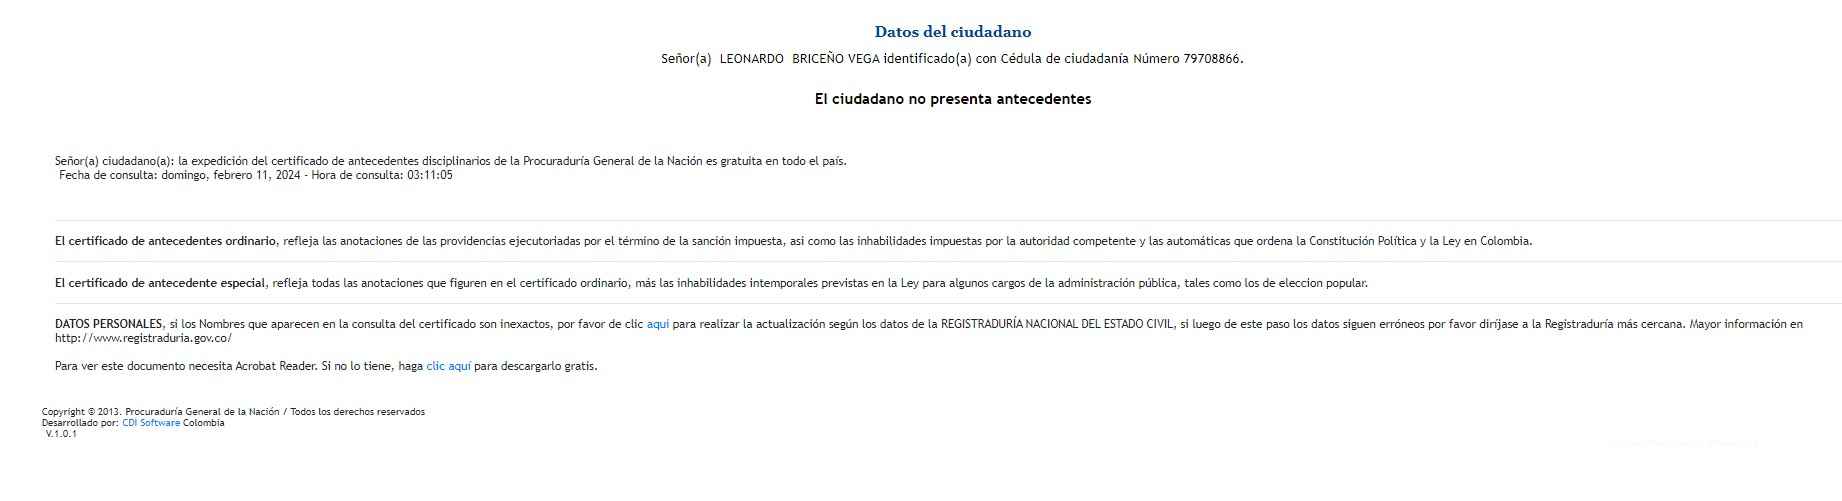 Datos del ciudadano
Señor(a)  LEONARDO  BRICEÑO VEGA identificado(a) con Cédula de ciudadanía Número 79708866.
El ciudadano no presenta antecedentes
Señor(a) ciudadano(a): la expedición del certificado de antecedentes disciplinarios de la Procuraduría General de la Nación es gratuita en todo el país.
Fecha de consulta: domingo, febrero 11, 2024 - Hora de consulta: 03:11:05
El certificado de antecedentes ordinario, refleja las anotaciones de las providencias ejecutoriadas por el término de la sanción impuesta, asi como las inhabilidades impuestas por la autoridad competente y las automáticas que ordena la Constitución Política y la Ley en Colombia.
El certificado de antecedente especial, refleja todas las anotaciones que figuren en el certificado ordinario, más las inhabilidades intemporales previstas en la Ley para algunos cargos de la administración pública, tales como los de eleccion popular.
DATOS PERSONALES, si los Nombres que aparecen en la consulta del certificado son inexactos, por favor de clic aqui para realizar la actualización según los datos de la REGISTRADURÍA NACIONAL DEL ESTADO CIVIL, si luego de este paso los datos siguen erróneos por favor diríjase a la Registraduría más cercana. Mayor información en
http://www.registraduria.gov.co/
Para ver este documento necesita Acrobat Reader. Si no lo tiene, haga clic aquí para descargarlo gratis.
Copyright © 2013. Procuraduría General de la Nación / Todos los derechos reservados
Desarrollado por: CDI Software Colombia
V.1.0.1